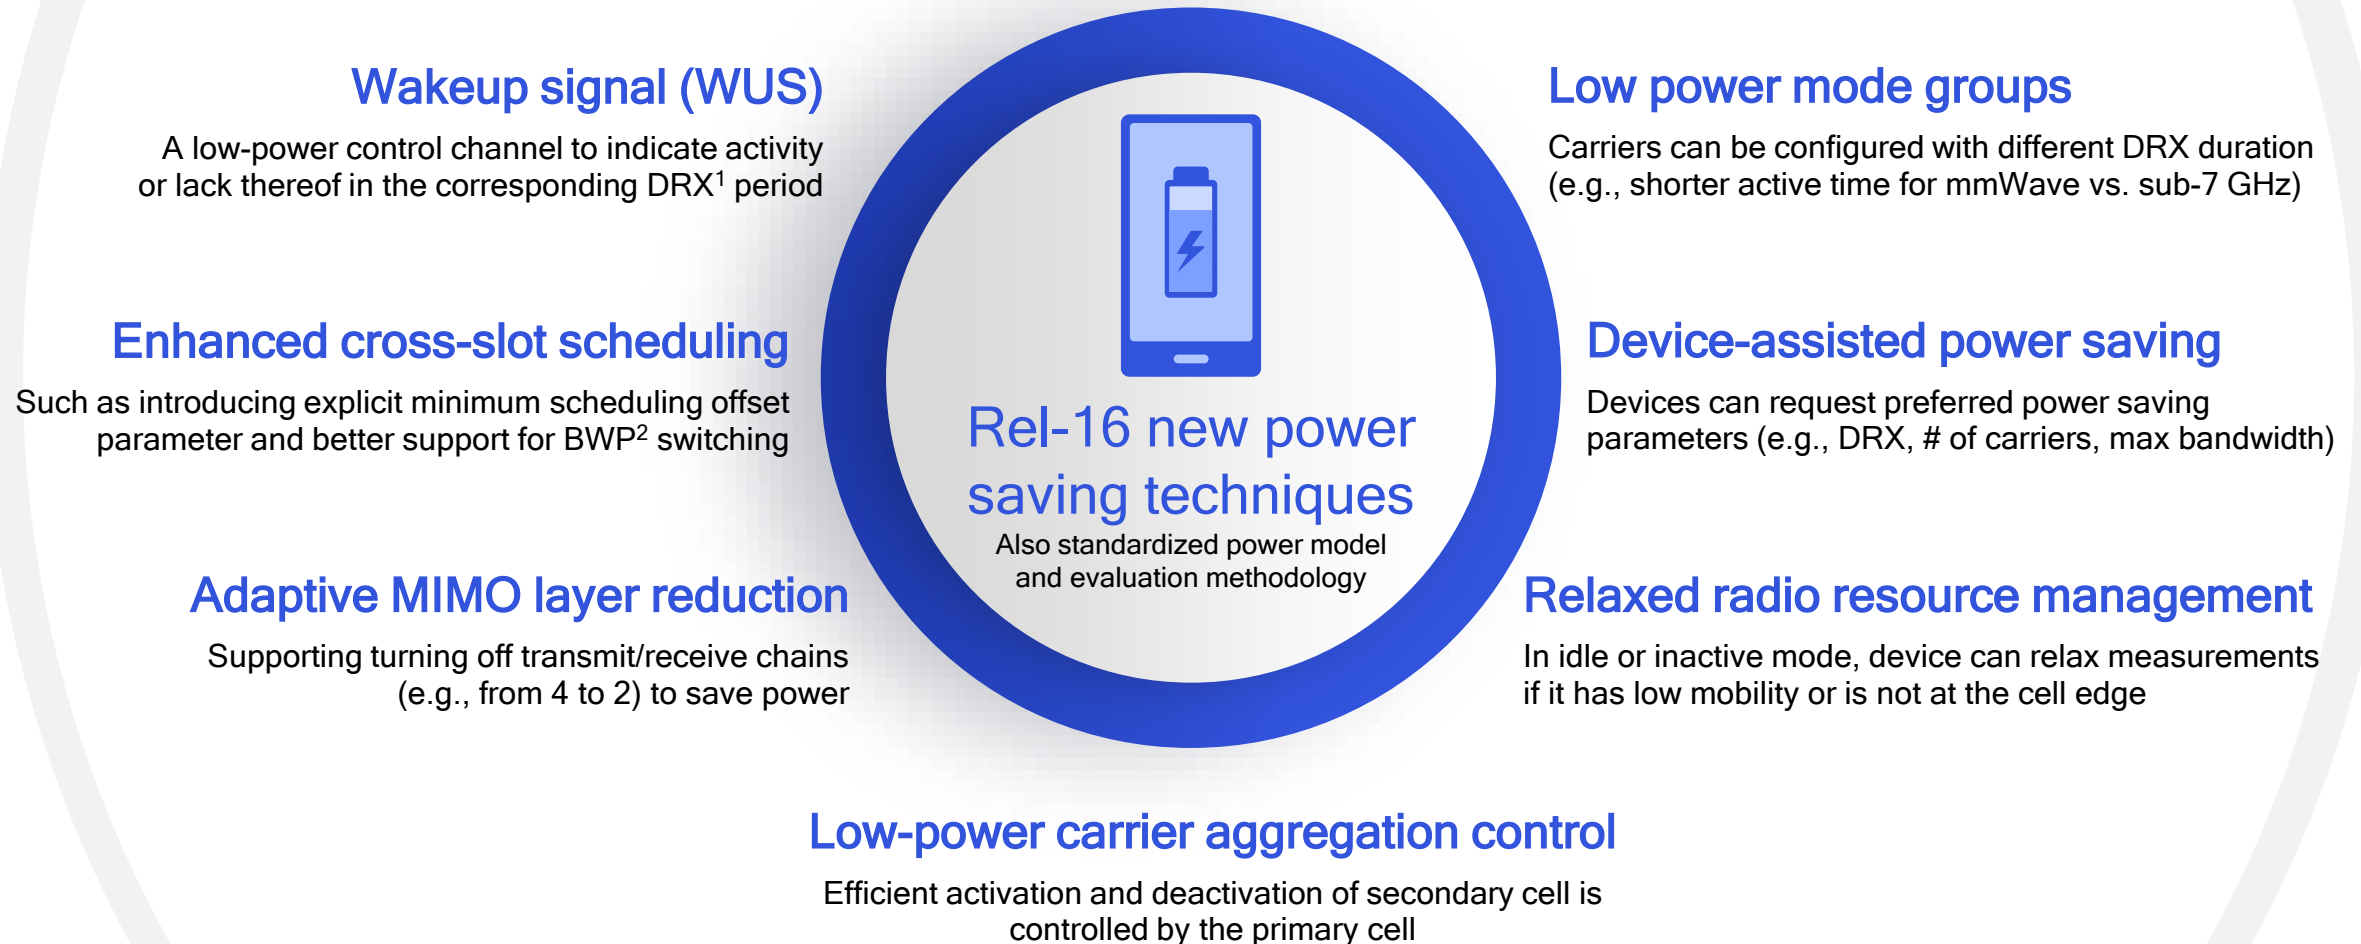 Wakeup signal (WUS)
A low-power control channel to indicate activity
or lack thereof in the corresponding DRX¹ period
Enhanced cross-slot scheduling
Such as introducing explicit minimum scheduling offset
parameter and better support for BWP² switching
Adaptive MIMO layer reduction
Supporting turning off transmit/receive chains
(e.g., from 4 to 2) to save power
Rel-16 new power
saving techniques
Also standardized power model
and evaluation methodology
Low power mode groups
Carriers can be configured with different DRX duration
(e.g., shorter active time for mmWave vs. sub-7 GHz)
Device-assisted power saving
Devices can request preferred power saving
parameters (e.g., DRX, # of carriers, max bandwidth)
Relaxed radio resource management
In idle or inactive mode, device can relax measurements
if it has low mobility or is not at the cell edge
Low-power carrier aggregation control
Efficient activation and deactivation of secondary cell is
controlled by the primary cell